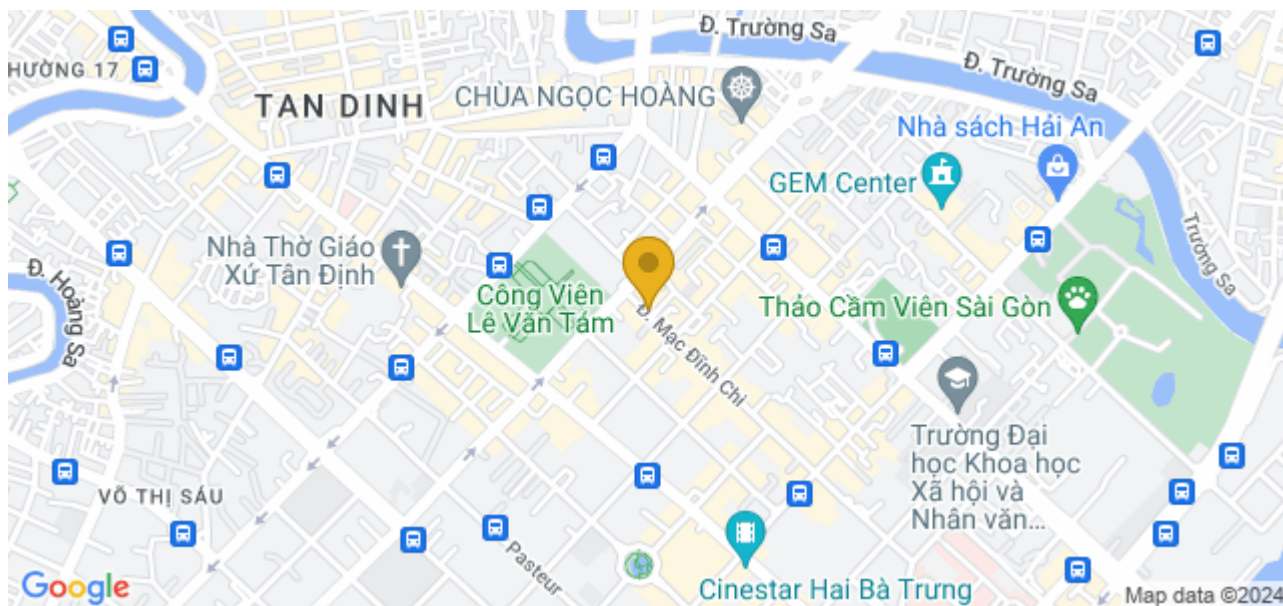 Đ. Trường Sa
Đ. Trường Sa
HƯỜNG 17
TAN DINH
CHÙA NGỌC HOÀNG
Nhà sách Hải An
GEM Center
Trường Sa
Nhà Thờ Giáo
Xứ Tân Định
Đ. Hoàng Sa
Công Viên
Lê Văn Tám
Thảo Cầm Viên Sài Gòn
Đ. Mạc Đĩnh Chi
Trường Đại
học Khoa học
Xã hội và
Nhân văn...
VÕ THỊ SÁU
Pasteur
Cinestar Hai Bà Trưng
Google
Map data ©2024